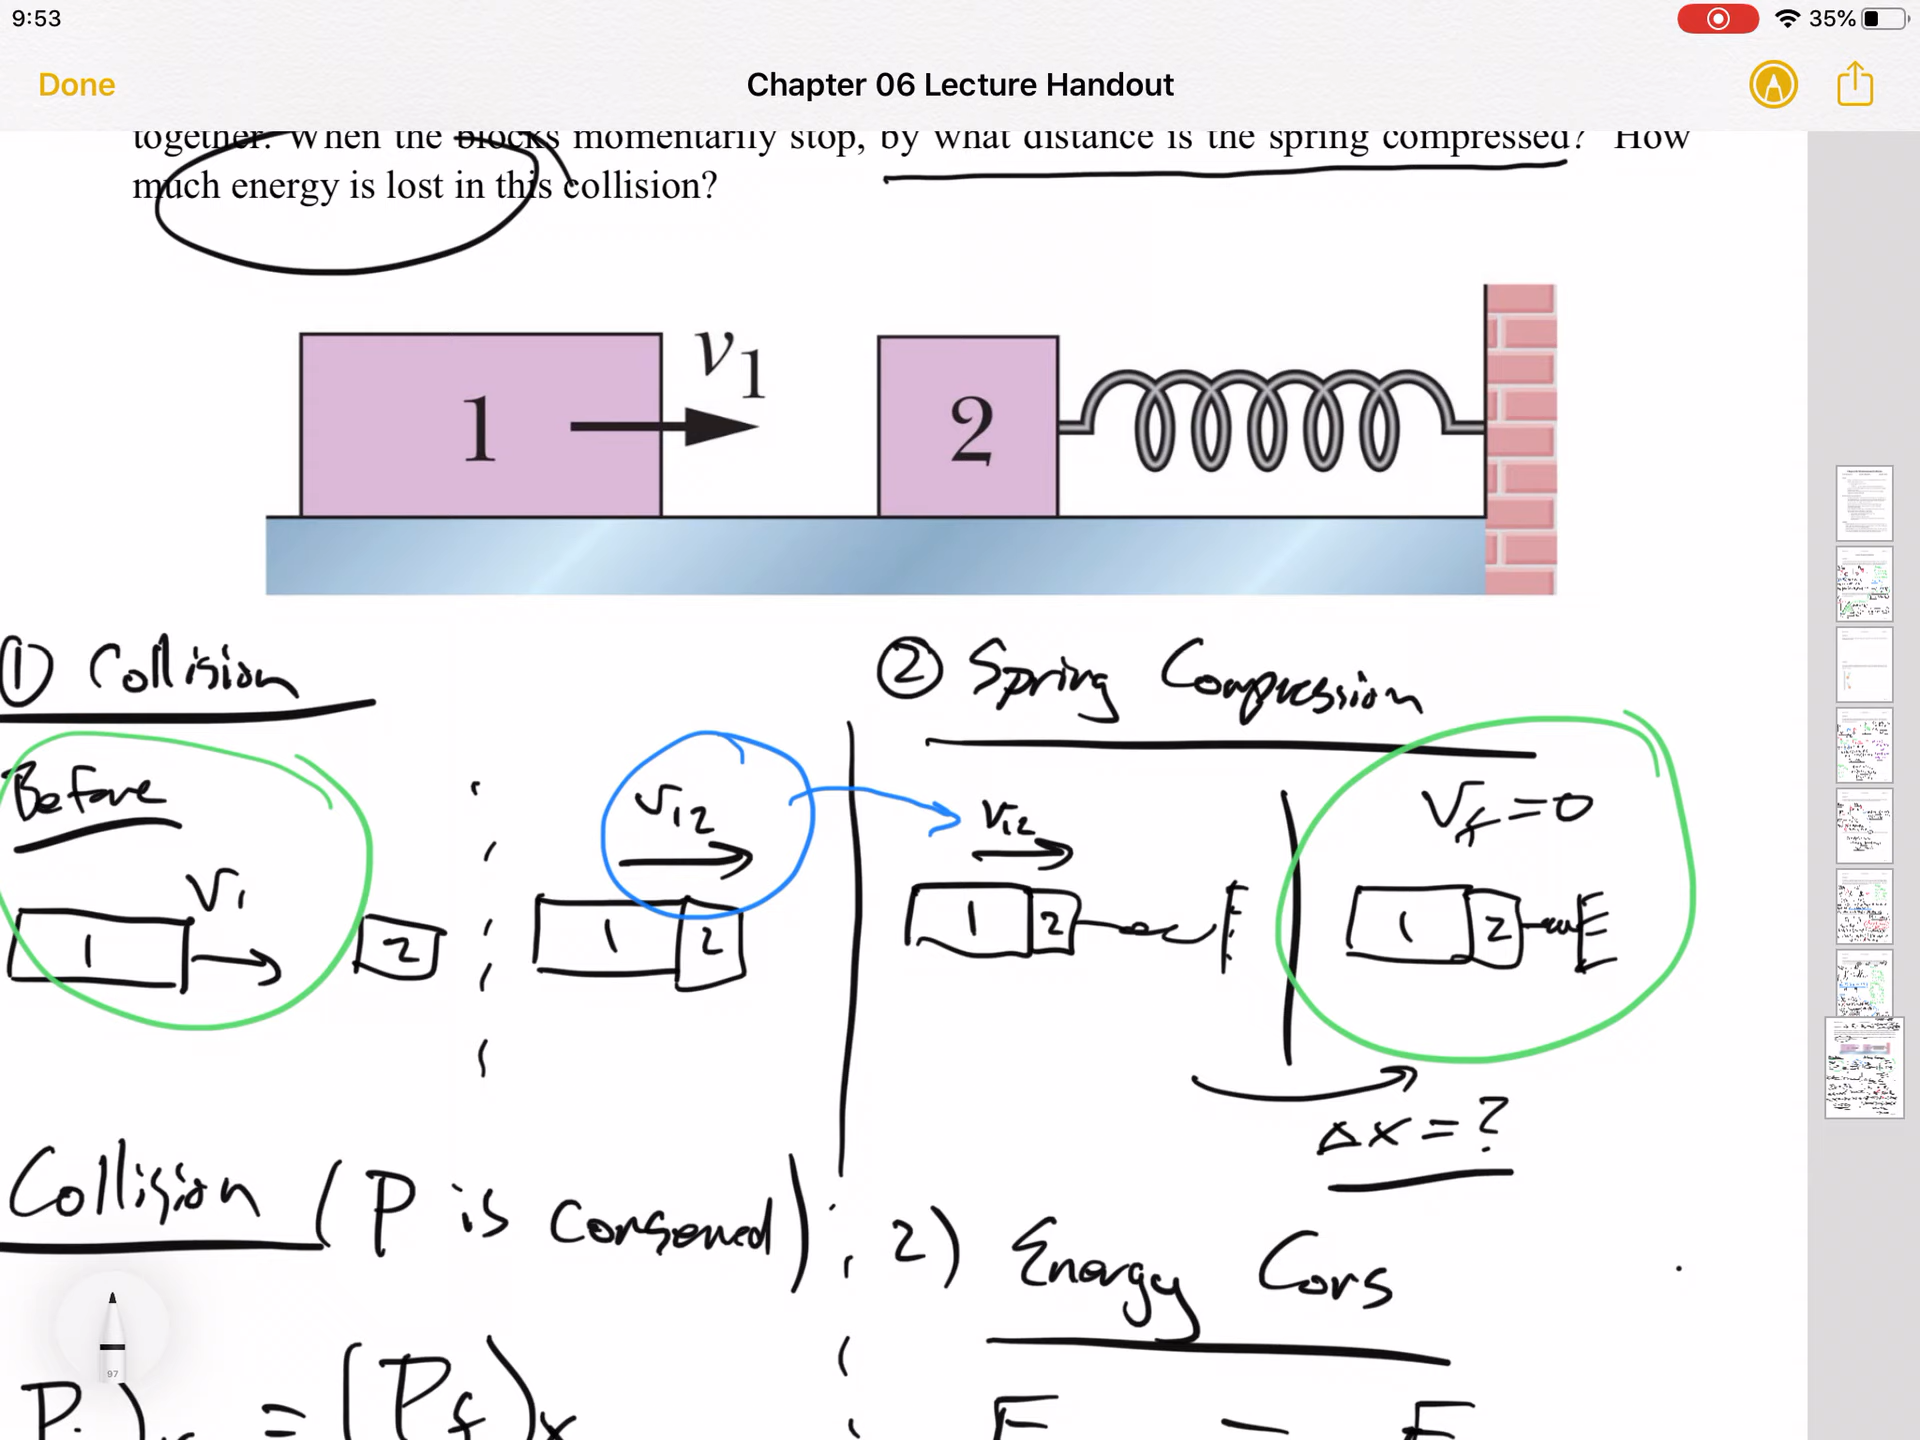 9:53
35%
Done
Chapter 06 Lecture Handout
together. When the blocks momentarily stop, by what distance is the spring compressed? How
much energy is lost in this collision?
1
v1
2
① Collision
② Spring Compression
Before
V1
1
2
V12
1 2
V12
1 2
Vf = 0
1 2
Δx = ?
Collision (P is conserved)
2) Energy Cons
= (Pf)x
97